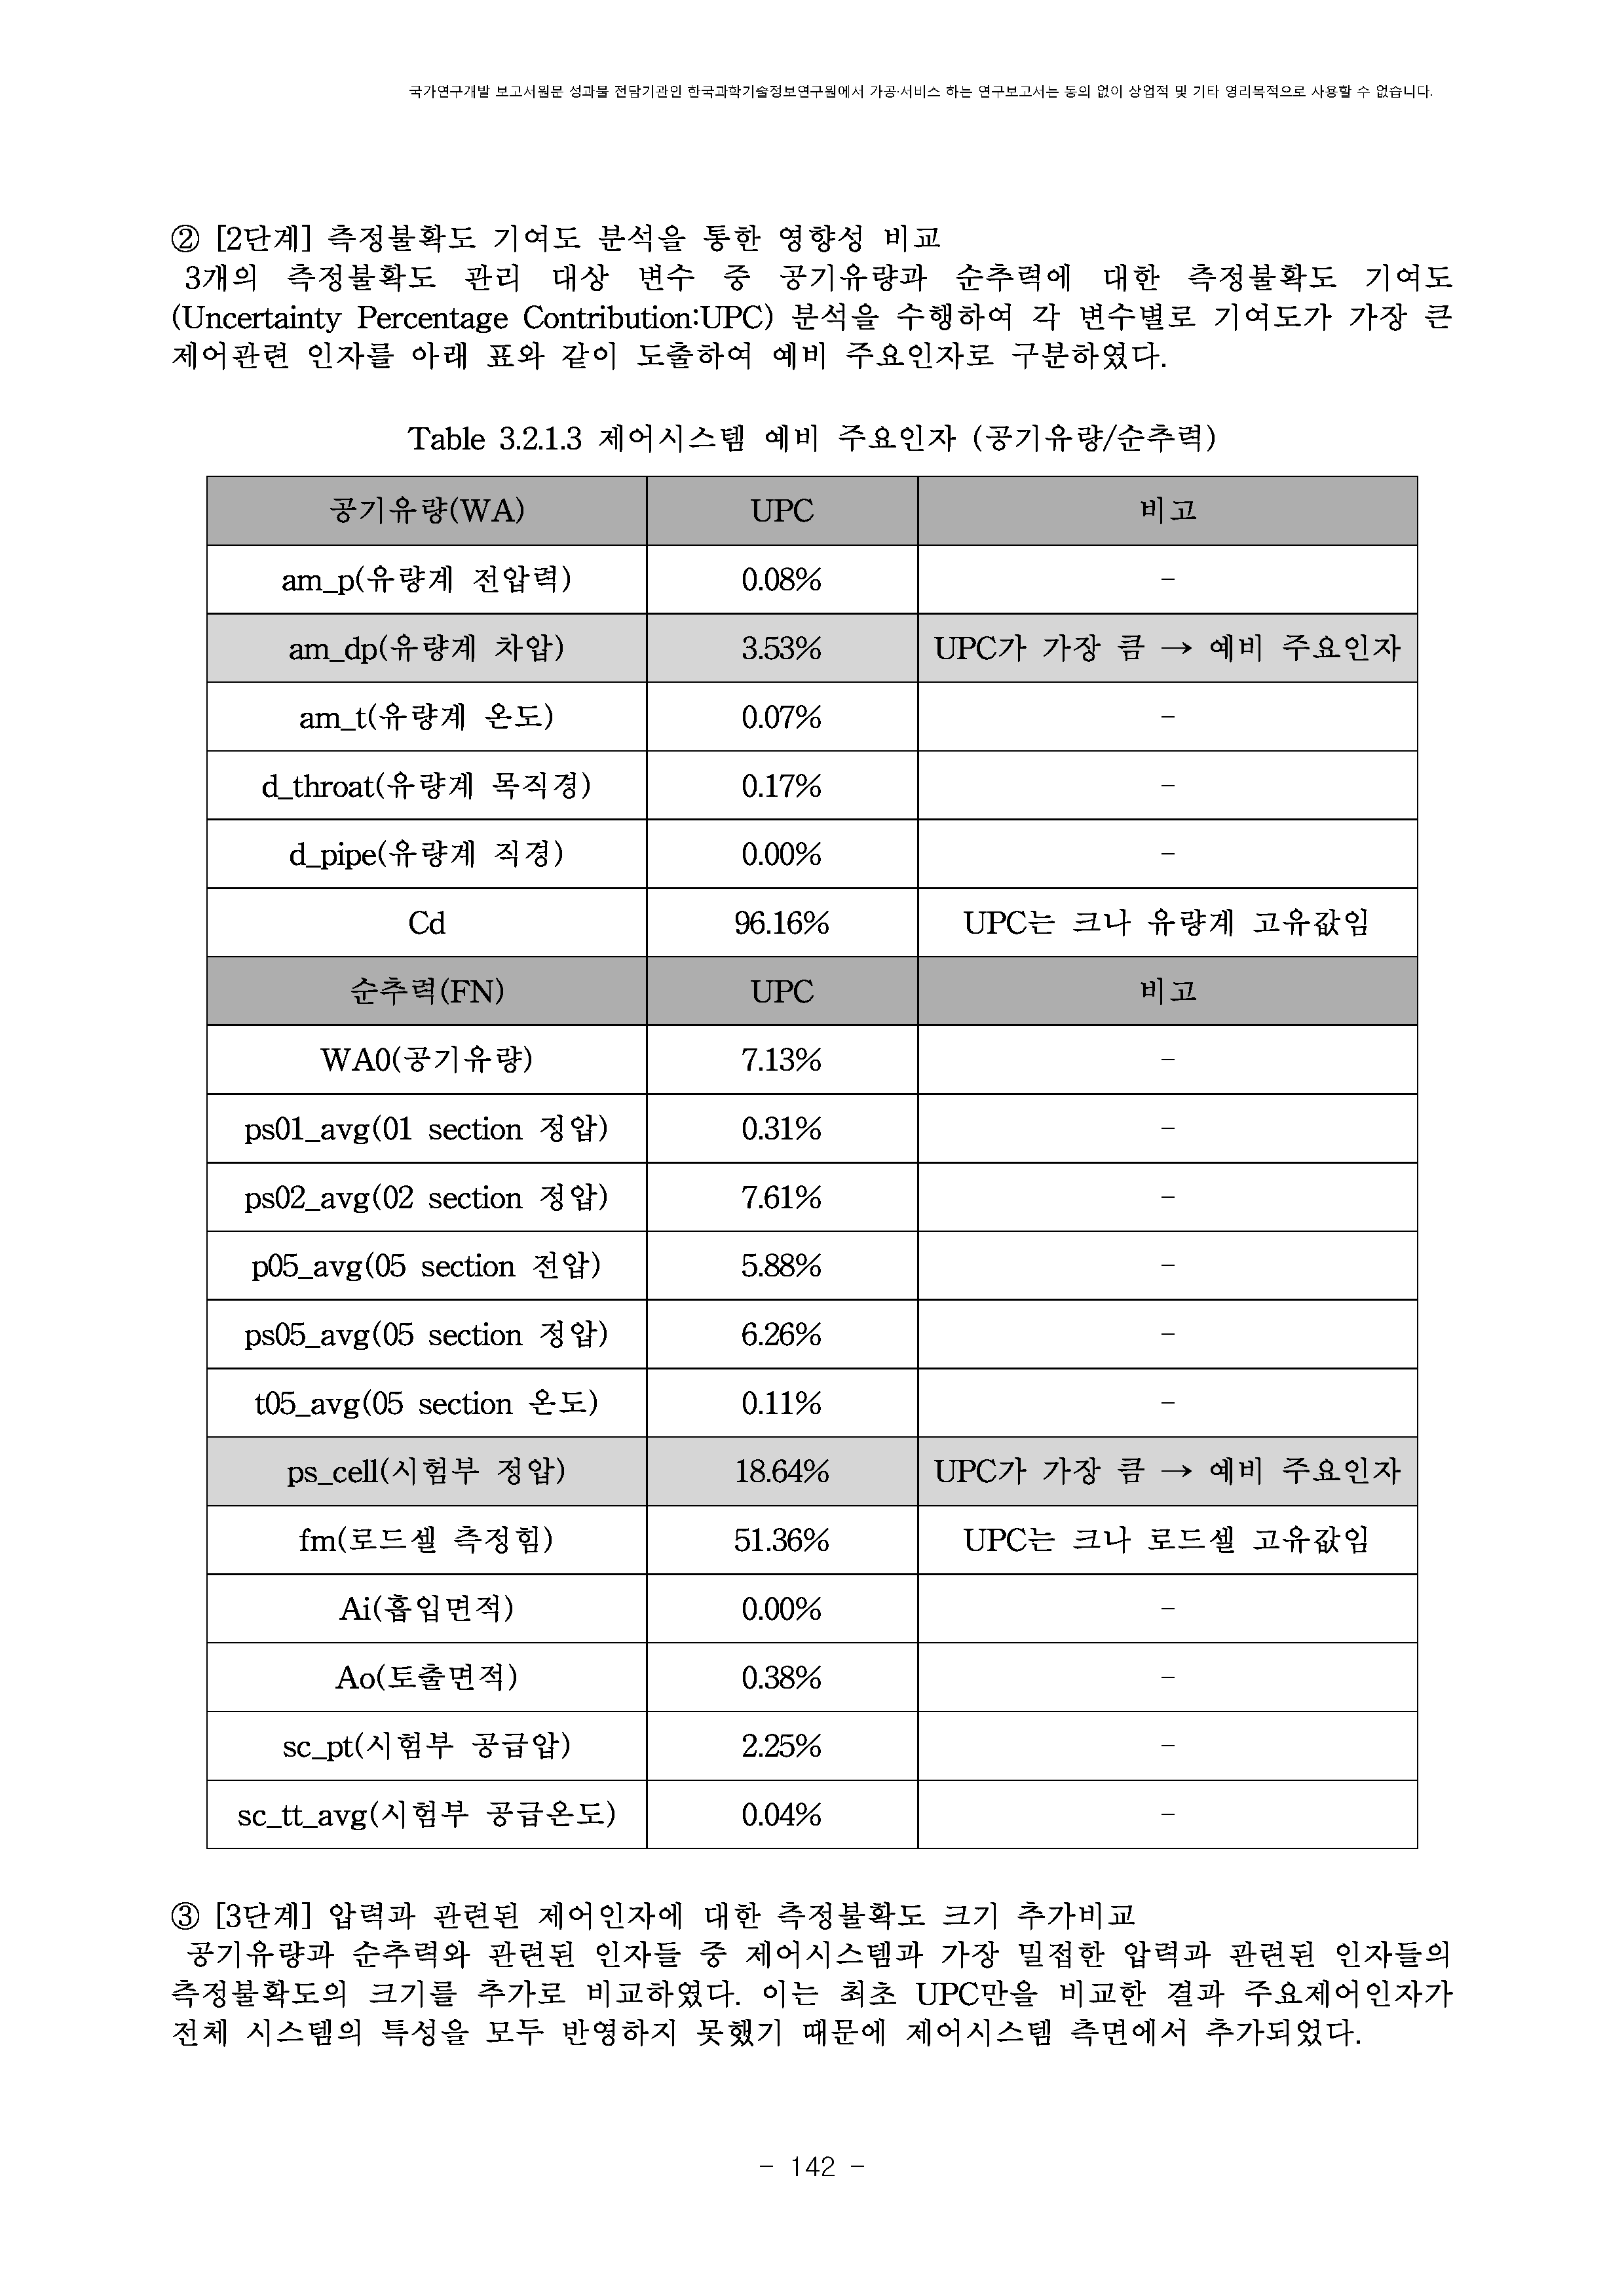 국가연구개발 보고서원문 성과물 전담기관인 한국과학기술정보연구원에서 가공·서비스 하는 연구보고서는 동의 없이 상업적 및 기타 영리목적으로 사용할 수 없습니다.
② [2단계] 측정불확도 기여도 분석을 통한 영향성 비교
3개의 측정불확도 관리 대상 변수 중 공기유량과 순추력에 대한 측정불확도 기여도
(Uncertainty Percentage Contribution:UPC) 분석을 수행하여 각 변수별로 기여도가 가장 큰
제어관련 인자를 아래 표와 같이 도출하여 예비 주요인자로 구분하였다.
Table 3.2.1.3 제어시스템 예비 주요인자 (공기유량/순추력)
공기유량(WA) UPC 비고
am_p(유량계 전압력) 0.08% -
am_dp(유량계 차압) 3.53% UPC가 가장 큼 → 예비 주요인자
am_t(유량계 온도) 0.07% -
d_throat(유량계 목직경) 0.17% -
d_pipe(유량계 직경) 0.00% -
Cd 96.16% UPC는 크나 유량계 고유값임
순추력(FN) UPC 비고
WA0(공기유량) 7.13% -
ps01_avg(01 section 정압) 0.31% -
ps02_avg(02 section 정압) 7.61% -
p05_avg(05 section 전압) 5.88% -
ps05_avg(05 section 정압) 6.26% -
t05_avg(05 section 온도) 0.11% -
ps_cell(시험부 정압) 18.64% UPC가 가장 큼 → 예비 주요인자
fm(로드셀 측정힘) 51.36% UPC는 크나 로드셀 고유값임
Ai(흡입면적) 0.00% -
Ao(토출면적) 0.38% -
sc_pt(시험부 공급압) 2.25% -
sc_tt_avg(시험부 공급온도) 0.04% -
③ [3단계] 압력과 관련된 제어인자에 대한 측정불확도 크기 추가비교
공기유량과 순추력와 관련된 인자들 중 제어시스템과 가장 밀접한 압력과 관련된 인자들의
측정불확도의 크기를 추가로 비교하였다. 이는 최초 UPC만을 비교한 결과 주요제어인자가
전체 시스템의 특성을 모두 반영하지 못했기 때문에 제어시스템 측면에서 추가되었다.
- 142 -